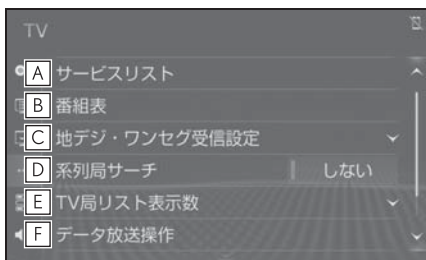 TV
A サービスリスト
B 番組表
C 地デジ・ワンセグ受信設定
D 系列局サーチ しない
E TV局リスト表示数
F データ放送操作